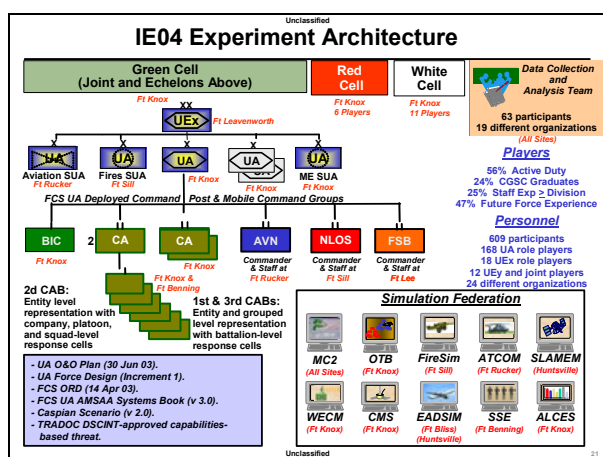 Unclassified
IE04 Experiment Architecture
Green Cell
(Joint and Echelons Above)
Red
Cell
White
Cell
Data Collection
and
Analysis Team
63 participants
19 different organizations
(All Sites)
Ft Knox
Ft Knox
6 Players
Ft Knox
11 Players
XX
UEx
Ft Leavenworth
X
X
X
X
X
UA
UA
UA
UA
UA
UA
Aviation SUA
Ft Rucker
Fires SUA
Ft Sill
Ft Knox
Ft Knox
ME SUA
Ft Knox
FCS UA Deployed Command Post & Mobile Command Groups
Players
56% Active Duty
24% CGSC Graduates
25% Staff Exp > Division
47% Future Force Experience
Personnel
609 participants
168 UA role players
18 UEx role players
12 UEy and joint players
24 different organizations
BIC
2
CA
CA
AVN
NLOS
FSB
Ft Knox
Ft Knox
Commander
& Staff at
Ft Rucker
Commander
& Staff at
Ft Sill
Commander
& Staff at
Ft Lee
Ft Knox &
Ft Benning
2d CAB:
Entity level
representation with
company, platoon,
and squad-level
response cells
1st & 3rd CABs:
Entity and grouped
level representation
with battalion-level
response cells
- UA O&O Plan (30 Jun 03).
- UA Force Design (Increment 1).
- FCS ORD (14 Apr 03).
- FCS UA AMSAA Systems Book (v 3.0).
- Caspian Scenario (v 2.0).
- TRADOC DSCINT-approved capabilities-
based threat.
Simulation Federation
MC2
(All Sites)
OTB
(Ft Knox)
FireSim
(Ft Sill)
ATCOM
(Ft Rucker)
SLAMEM
(Huntsville)
WECM
(Ft Knox)
CMS
(Ft Knox)
EADSIM
(Ft Bliss)
(Huntsville)
SSE
(Ft Benning)
ALCES
(Ft Knox)
Unclassified
21